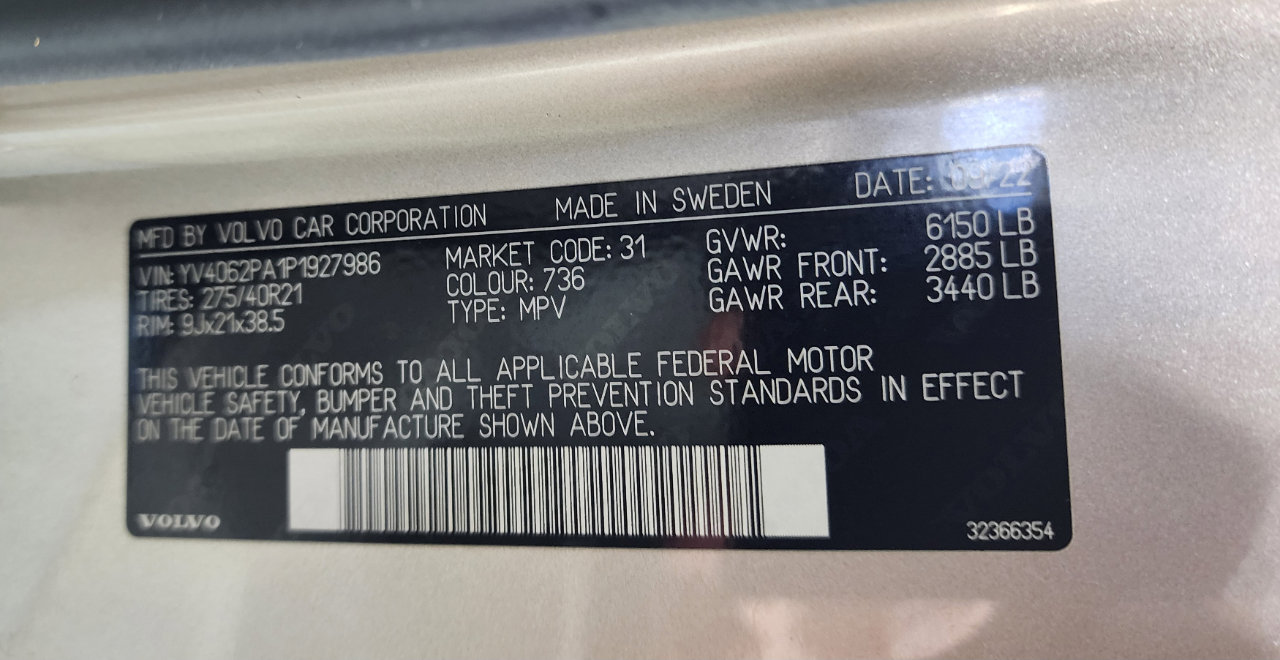 MFD BY VOLVO CAR CORPORATION MADE IN SWEDEN DATE: 09-22
VIN: YV4062PA1P1927986 MARKET CODE: 31 GVWR: 6150 LB
TIRES: 275/40R21 COLOUR: 736 GAWR FRONT: 2885 LB
RIM: 9Jx21x38.5 TYPE: MPV GAWR REAR: 3440 LB
THIS VEHICLE CONFORMS TO ALL APPLICABLE FEDERAL MOTOR
VEHICLE SAFETY, BUMPER AND THEFT PREVENTION STANDARDS IN EFFECT
ON THE DATE OF MANUFACTURE SHOWN ABOVE.
VOLVO 32366354